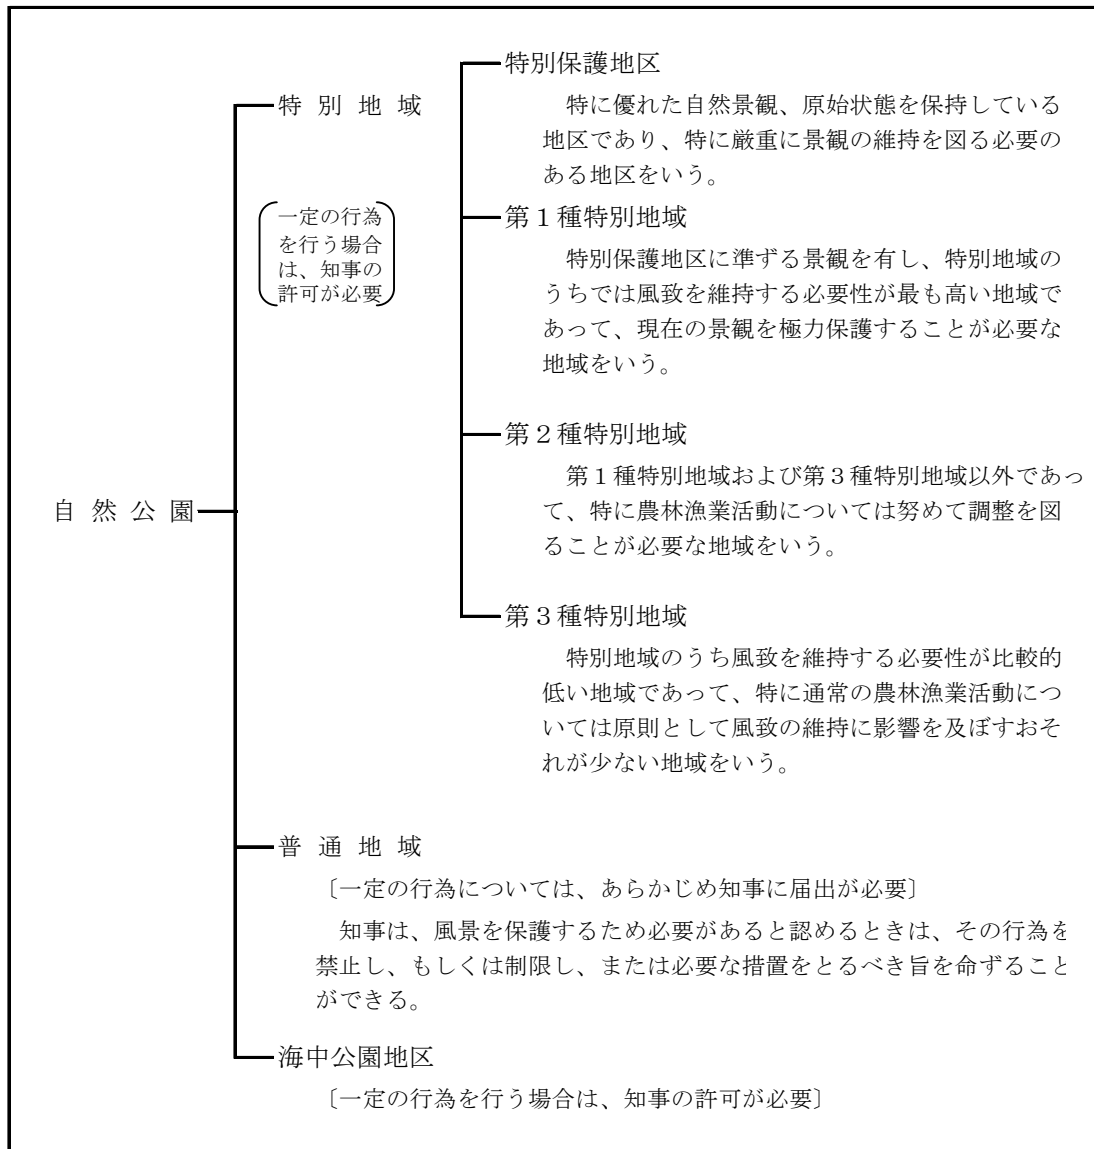 自然公園
特別地域
一定の行為
を行う場合
は、知事の
許可が必要
特別保護地区
特に優れた自然景観、原始状態を保持している
地区であり、特に厳重に景観の維持を図る必要の
ある地区をいう。
第１種特別地域
特別保護地区に準ずる景観を有し、特別地域の
うちでは風致を維持する必要性が最も高い地域で
あって、現在の景観を極力保護することが必要な
地域をいう。
第２種特別地域
第１種特別地域および第３種特別地域以外であっ
て、特に農林漁業活動については努めて調整を図
ることが必要な地域をいう。
第３種特別地域
特別地域のうち風致を維持する必要性が比較的
低い地域であって、特に通常の農林漁業活動につ
いては原則として風致の維持に影響を及ぼすおそ
れが少ない地域をいう。
普通地域
〔一定の行為については、あらかじめ知事に届出が必要〕
知事は、風景を保護するため必要があると認めるときは、その行為を
禁止し、もしくは制限し、または必要な措置をとるべき旨を命ずること
ができる。
海中公園地区
〔一定の行為を行う場合は、知事の許可が必要〕